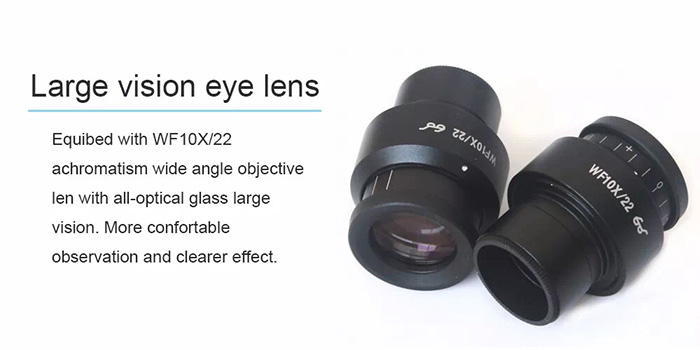 Large vision eye lens
Equibed with WF10X/22
achromatism wide angle objective
len with all-optical glass large
vision. More confortable
observation and clearer effect.
WF10X/22
WF10X/22
+
-
0